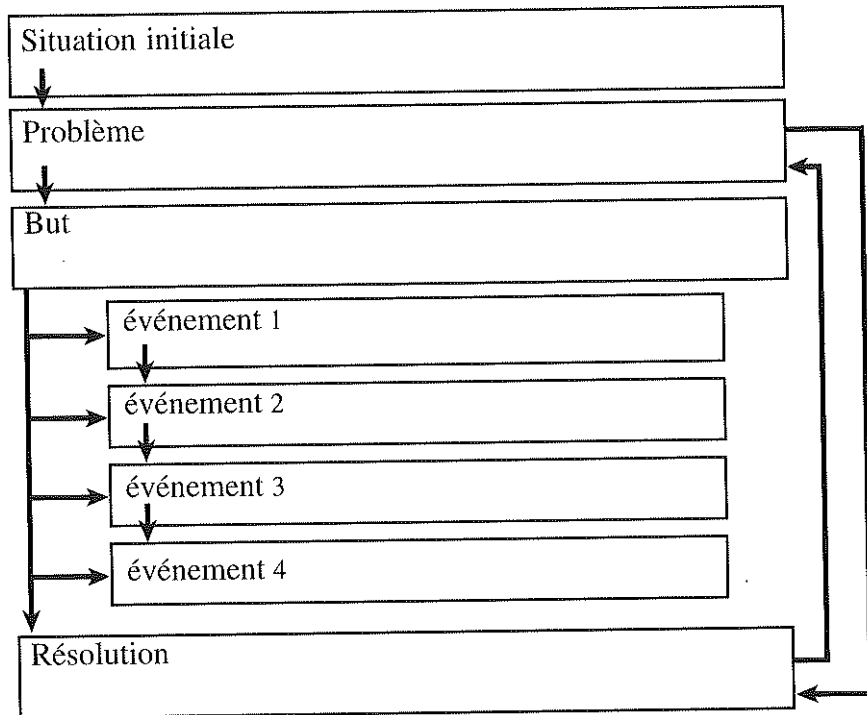 Situation initiale
Problème
But
événement 1
événement 2
événement 3
événement 4
Résolution